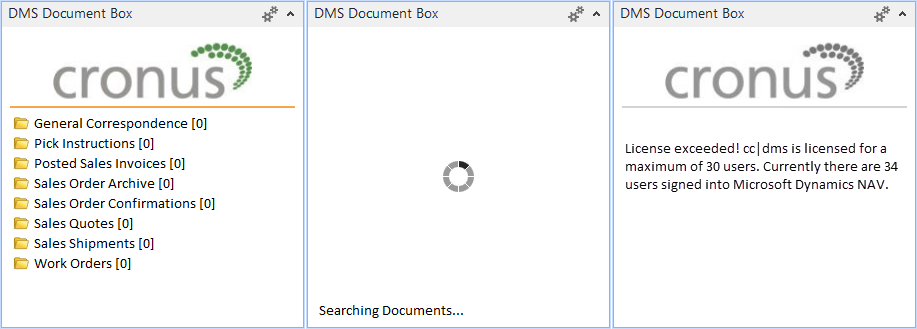 DMS Document Box
cronus
General Correspondence [0]
Pick Instructions [0]
Posted Sales Invoices [0]
Sales Order Archive [0]
Sales Order Confirmations [0]
Sales Quotes [0]
Sales Shipments [0]
Work Orders [0]
DMS Document Box
Searching Documents...
DMS Document Box
cronus
License exceeded! cc|dms is licensed for a
maximum of 30 users. Currently there are 34
users signed into Microsoft Dynamics NAV.